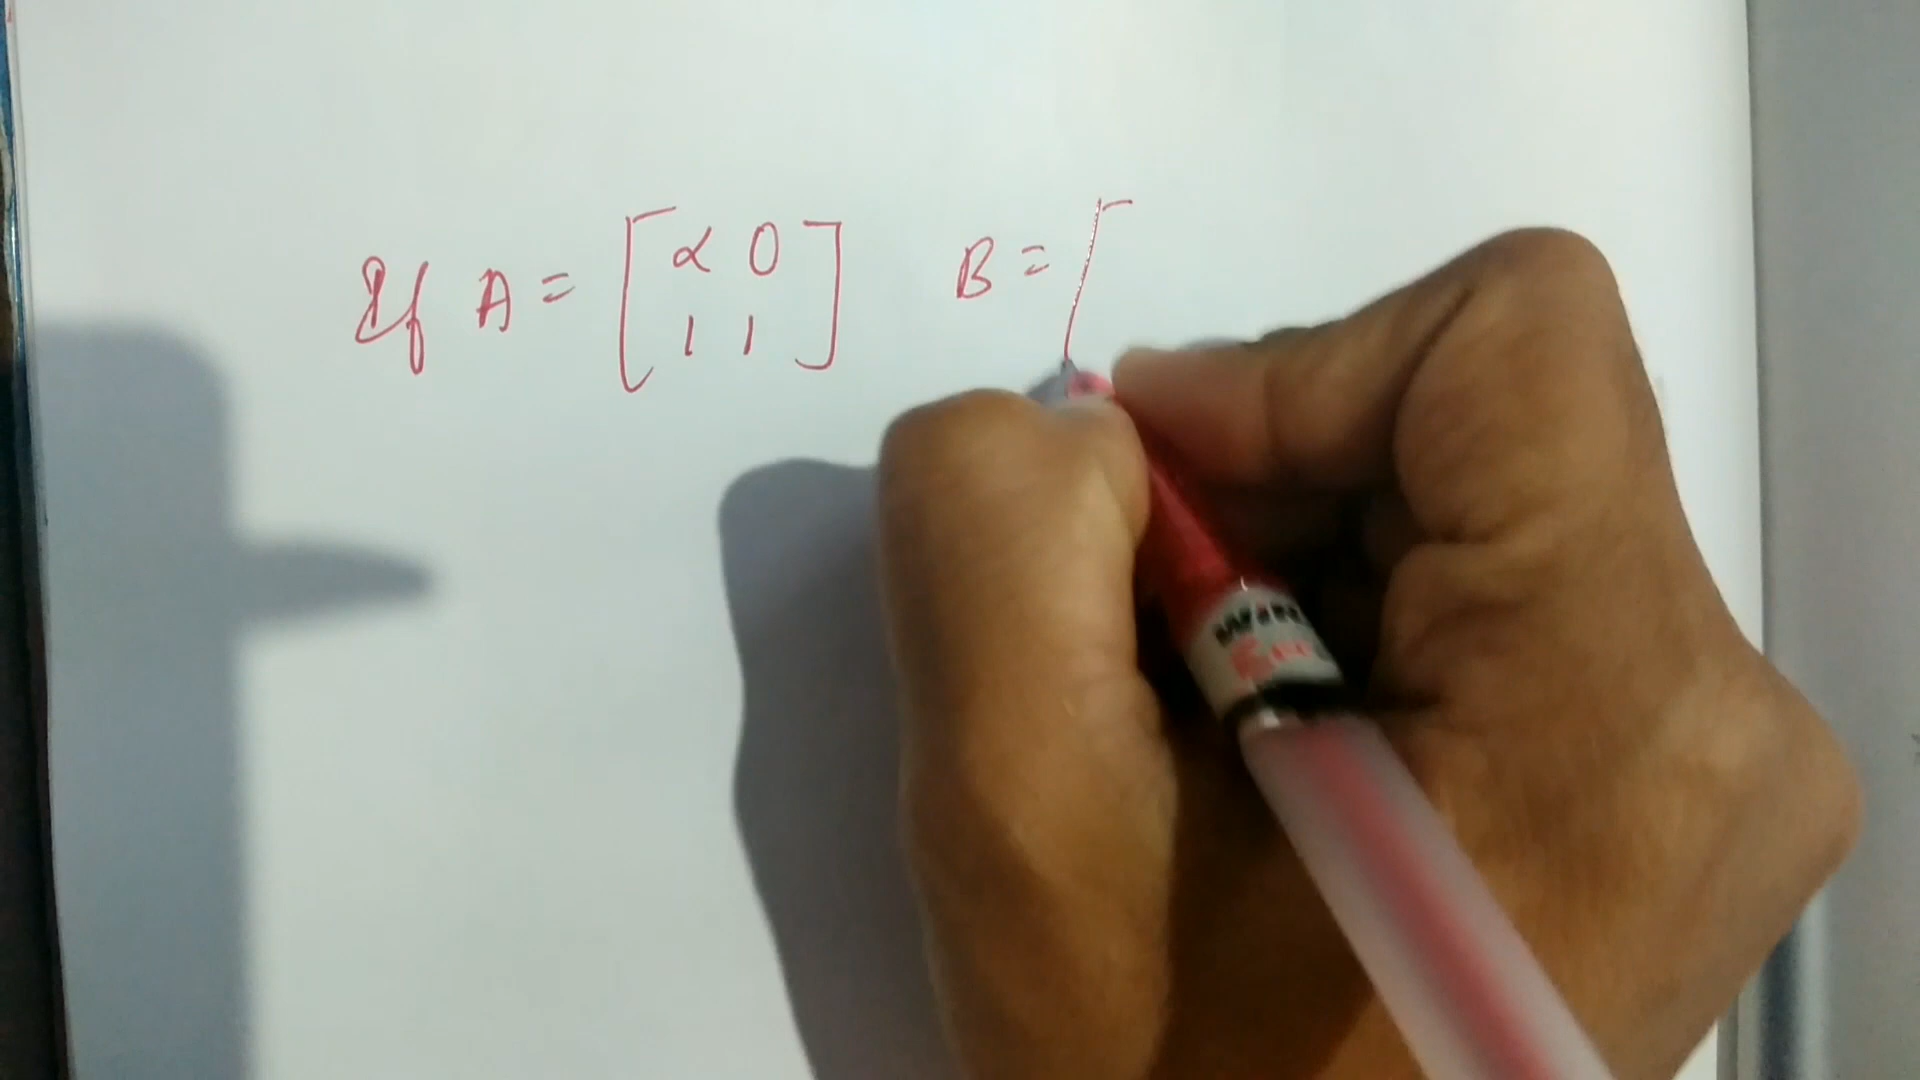 If A = [ α 0 ] B = [
1 1